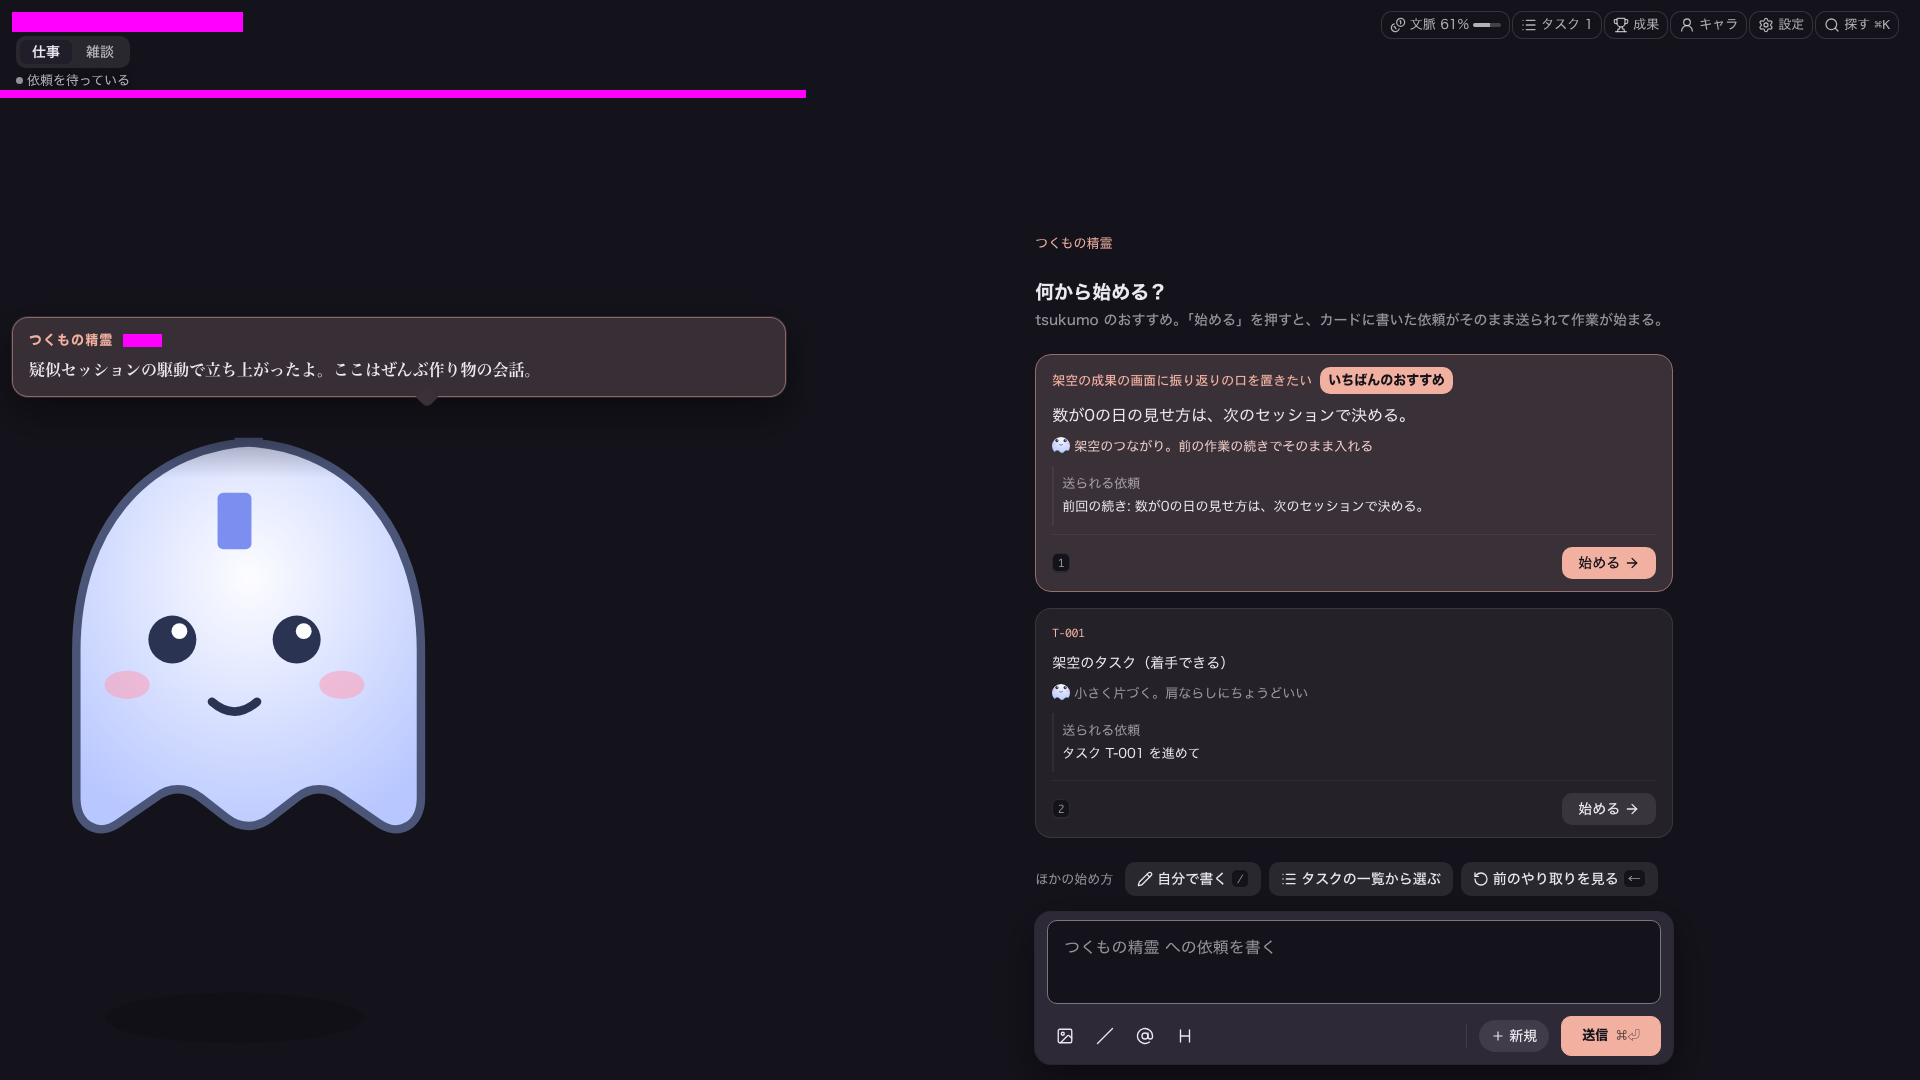 仕事 雑談
依頼を待っている
文脈 61% タスク 1 成果 キャラ 設定 探す ⌘K
つくもの精霊
疑似セッションの駆動で立ち上がったよ。ここはぜんぶ作り物の会話。
つくもの精霊
何から始める？
tsukumo のおすすめ。「始める」を押すと、カードに書いた依頼がそのまま送られて作業が始まる。
架空の成果の画面に振り返りの口を置きたい いちばんのおすすめ
数が0の日の見せ方は、次のセッションで決める。
架空のつながり。前の作業の続きでそのまま入れる
送られる依頼
前回の続き: 数が0の日の見せ方は、次のセッションで決める。
1 始める →
T-001
架空のタスク（着手できる）
小さく片づく。肩ならしにちょうどいい
送られる依頼
タスク T-001 を進めて
2 始める →
ほかの始め方 自分で書く / タスクの一覧から選ぶ 前のやり取りを見る ←
つくもの精霊 への依頼を書く
@ H + 新規 送信 ⌘⏎